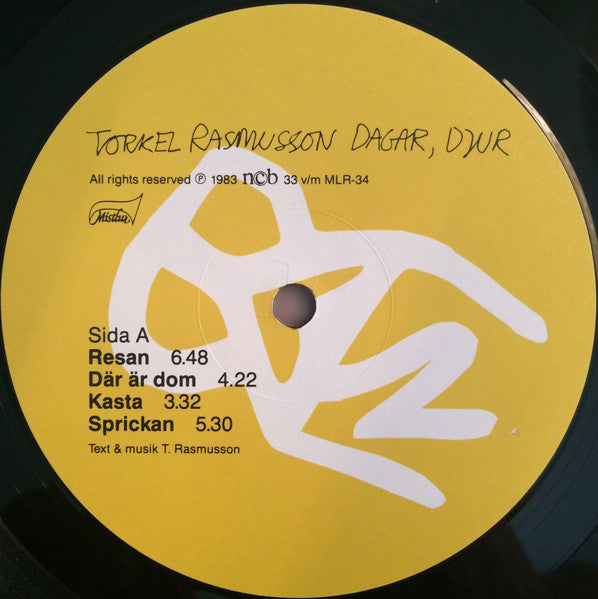 TORKEL RASMUSSON DAGAR, DJUR
All rights reserved ℗ 1983 n©b 33 v/m MLR-34
Mistlur
Sida A
Resan 6.48
Där är dom 4.22
Kasta 3.32
Sprickan 5.30
Text & musik T. Rasmusson